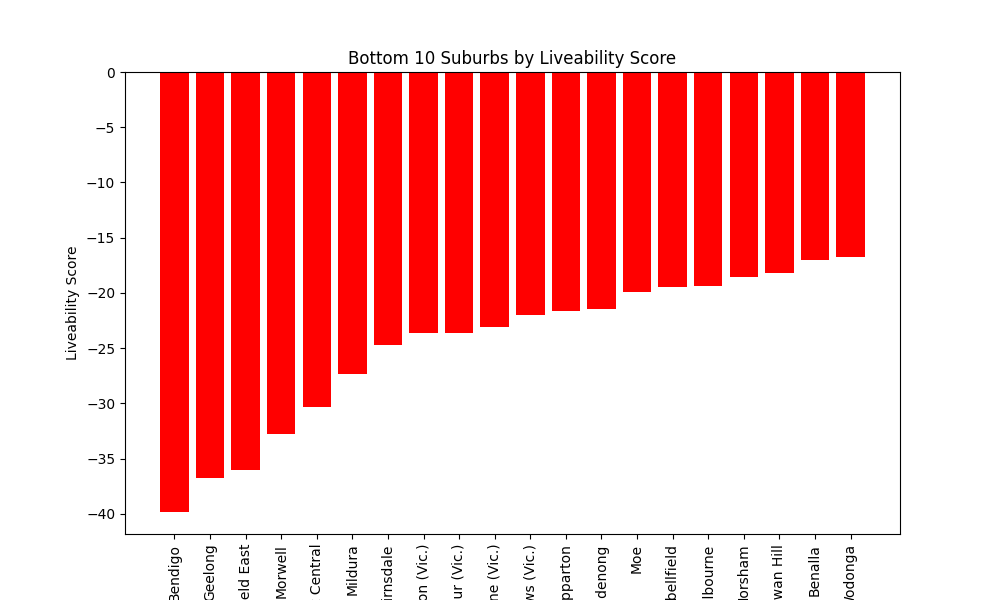 Bottom 10 Suburbs by Liveability Score
Liveability Score
0
−5
−10
−15
−20
−25
−30
−35
−40
Bendigo
Geelong
eld East
Morwell
Central
Mildura
irnsdale
on (Vic.)
ur (Vic.)
ne (Vic.)
ws (Vic.)
pparton
denong
Moe
bellfield
lbourne
orsham
wan Hill
Benalla
odonga